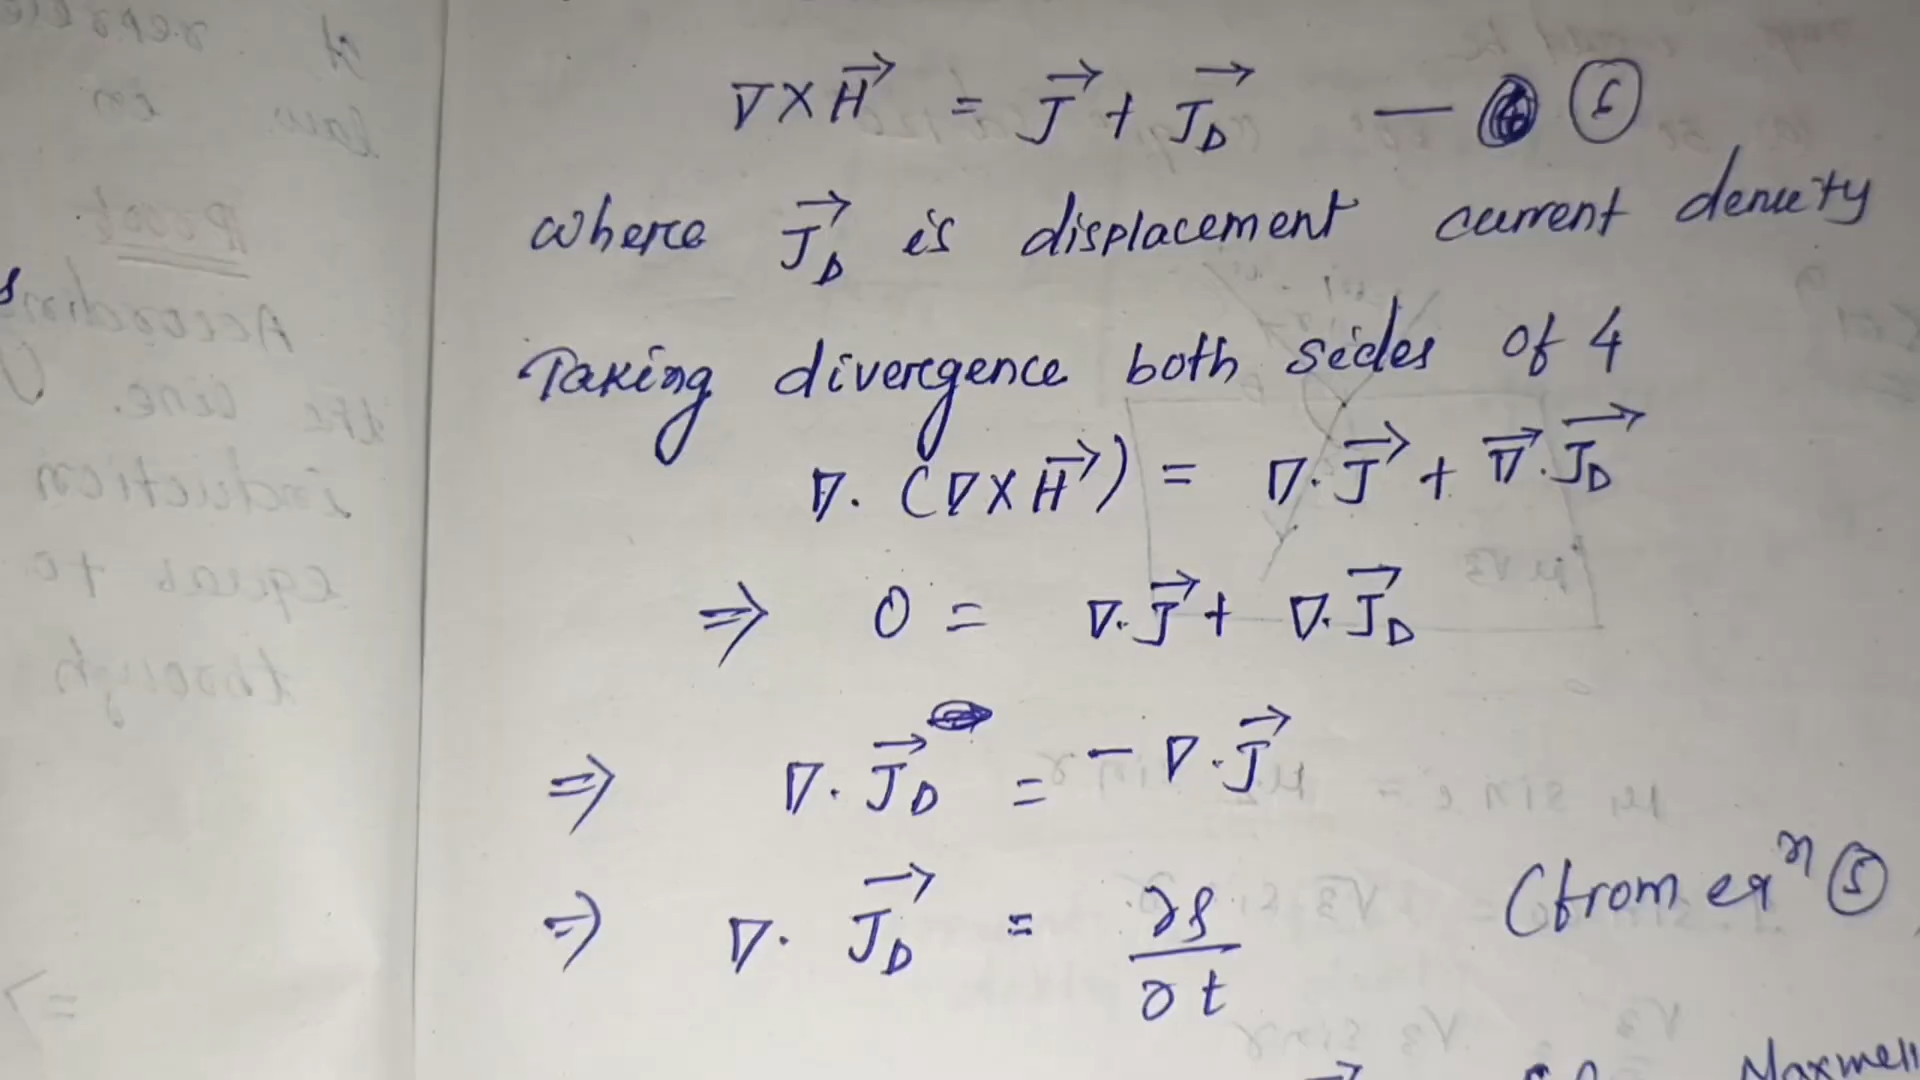 ∇×H⃗ = J⃗ + J⃗_D — ⑥
where J⃗_D is displacement current density
Taking divergence both sides of 4
∇. (∇×H⃗) = ∇.J⃗ + ∇⃗.J⃗_D
⇒ 0 = ∇.J⃗ + ∇.J⃗_D
⇒ ∇. J⃗_D = - ∇.J⃗
⇒ ∇. J⃗_D = ∂ρ/∂t (from eqⁿ ⑤
Maxwell